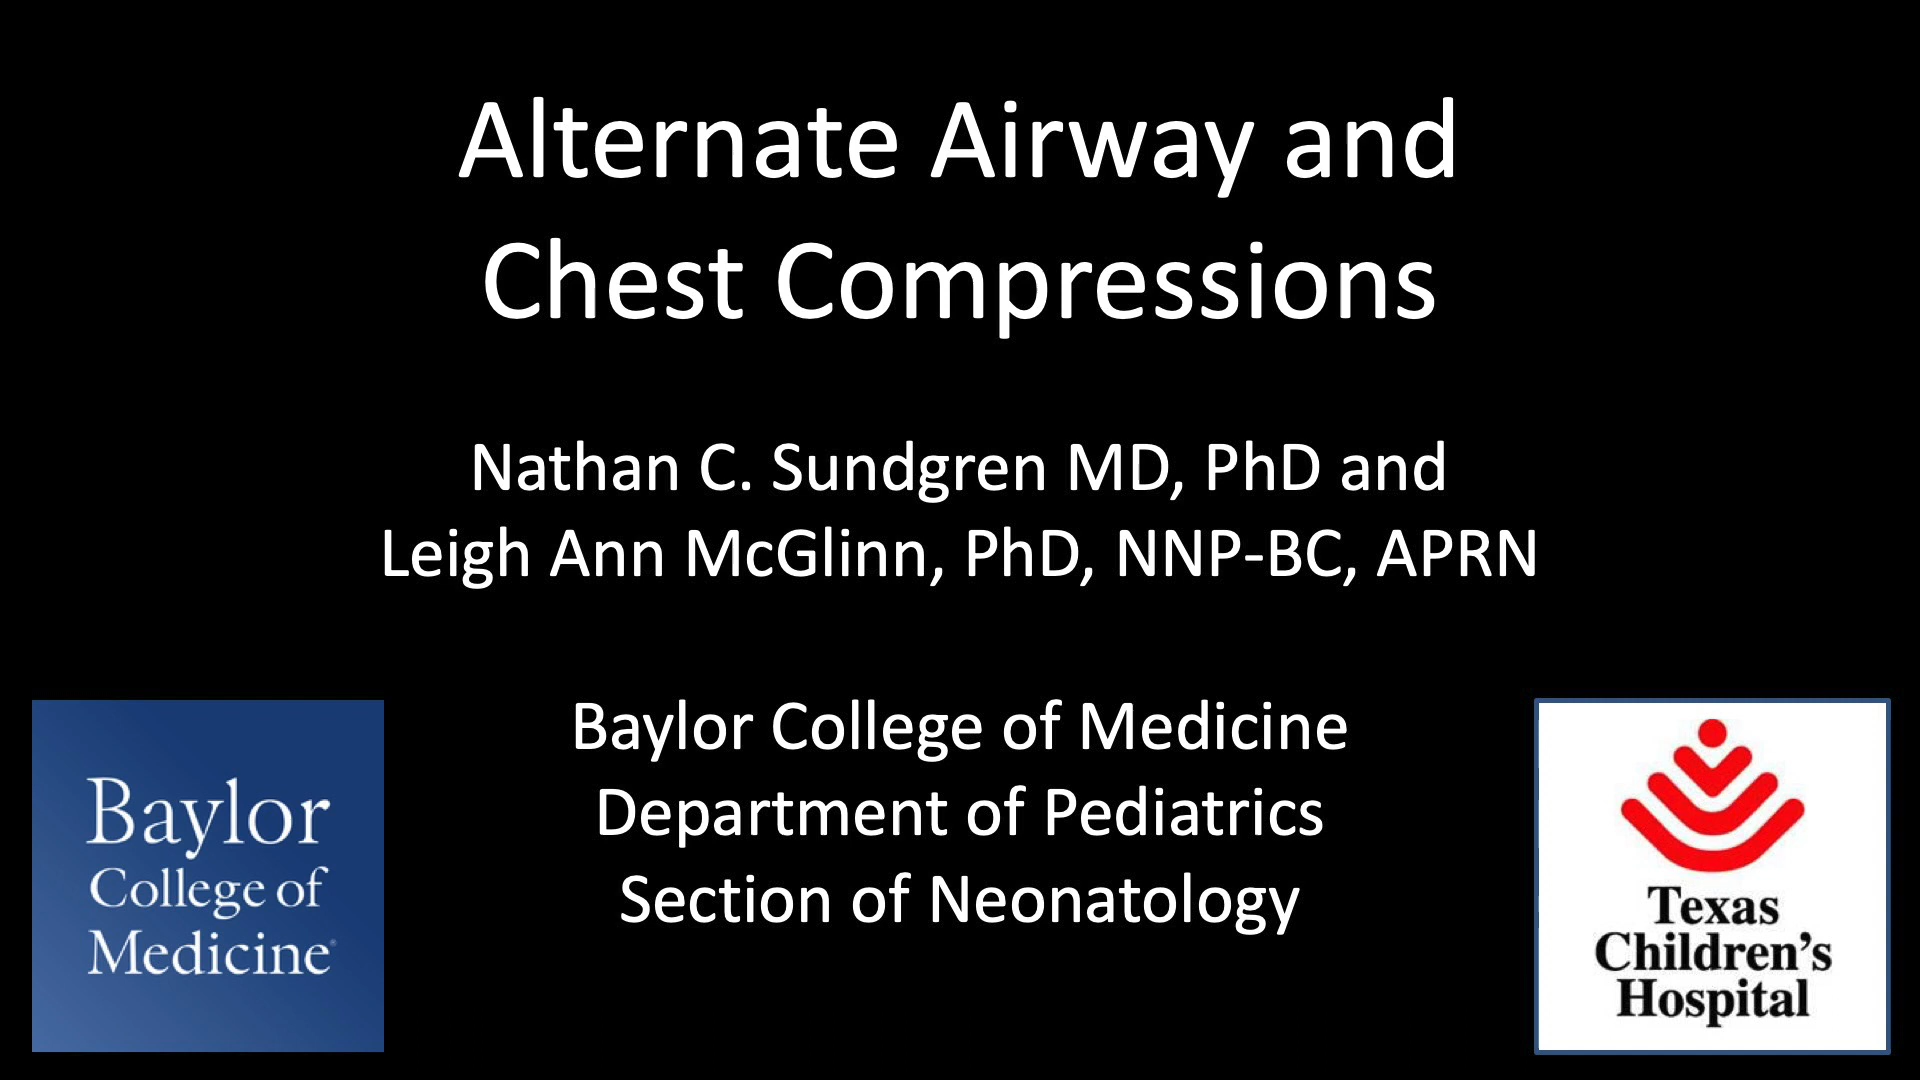 Alternate Airway and
Chest Compressions
Nathan C. Sundgren MD, PhD and
Leigh Ann McGlinn, PhD, NNP-BC, APRN
Baylor College of Medicine
Department of Pediatrics
Section of Neonatology
Baylor
College of
Medicine
Texas
Children's
Hospital